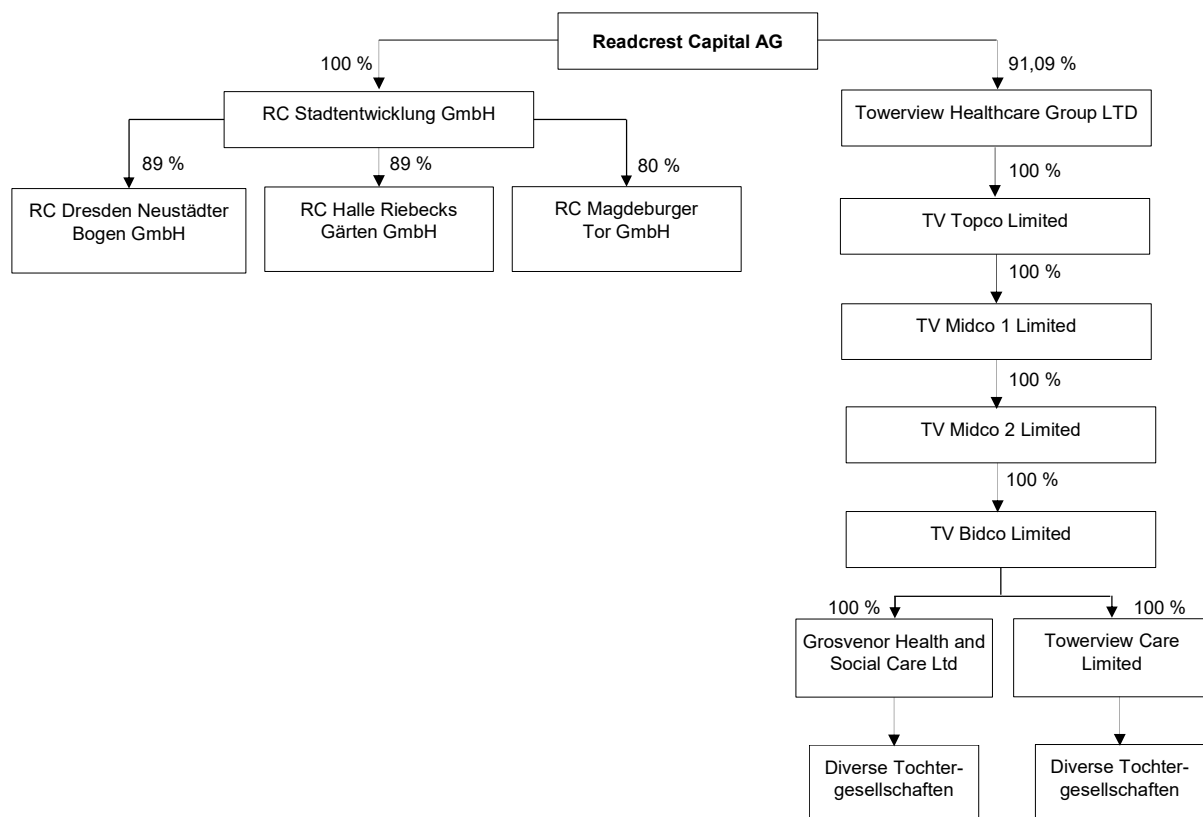 Readcrest Capital AG
100 %
91,09 %
RC Stadtentwicklung GmbH
Towerview Healthcare Group LTD
89 %
89 %
80 %
100 %
RC Dresden Neustädter
Bogen GmbH
RC Halle Riebecks
Gärten GmbH
RC Magdeburger
Tor GmbH
TV Topco Limited
100 %
TV Midco 1 Limited
100 %
TV Midco 2 Limited
100 %
TV Bidco Limited
100 %
100 %
Grosvenor Health and
Social Care Ltd
Towerview Care
Limited
Diverse Tochter-
gesellschaften
Diverse Tochter-
gesellschaften